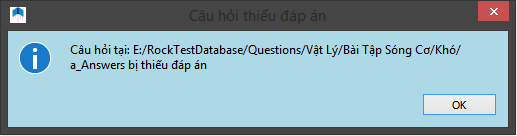 Câu hỏi thiếu đáp án
Câu hỏi tại: E:/RockTestDatabase/Questions/Vật Lý/Bài Tập Sóng Cơ/Khó/
a_Answers bị thiếu đáp án
OK